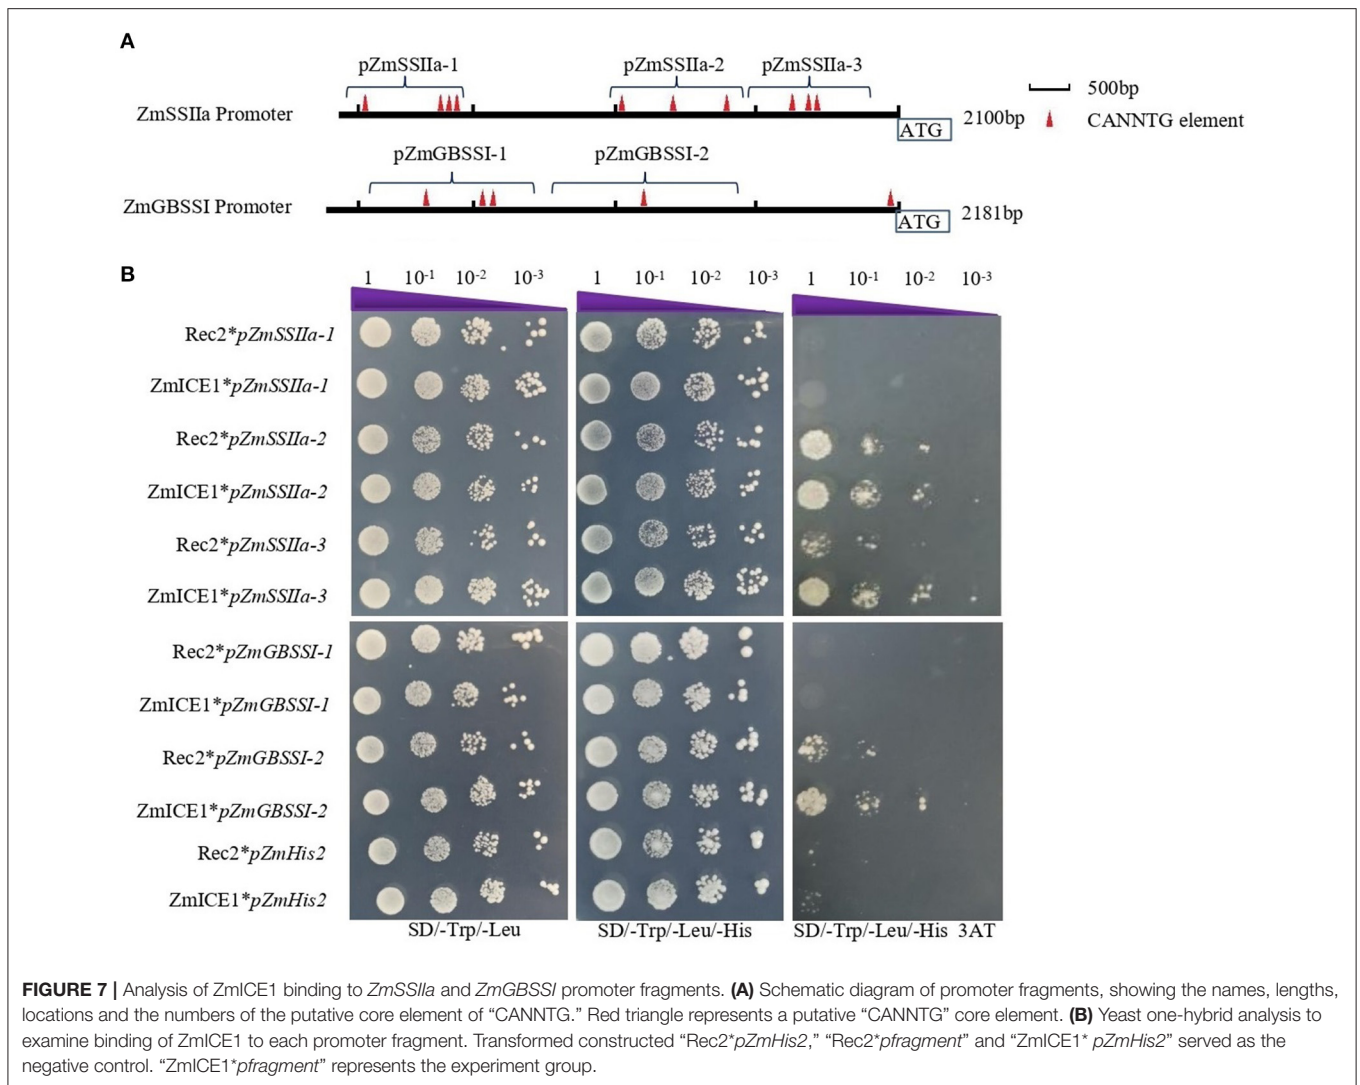 A
pZmSSIIa-1 pZmSSIIa-2 pZmSSIIa-3
500bp
ZmSSIIa Promoter ATG 2100bp
CANNTG element
pZmGBSSI-1 pZmGBSSI-2
ZmGBSSI Promoter ATG 2181bp
B
1 10-1 10-2 10-3 1 10-1 10-2 10-3 1 10-1 10-2 10-3
Rec2*pZmSSIIa-1
ZmICE1*pZmSSIIa-1
Rec2*pZmSSIIa-2
ZmICE1*pZmSSIIa-2
Rec2*pZmSSIIa-3
ZmICE1*pZmSSIIa-3
Rec2*pZmGBSSI-1
ZmICE1*pZmGBSSI-1
Rec2*pZmGBSSI-2
ZmICE1*pZmGBSSI-2
Rec2*pZmHis2
ZmICE1*pZmHis2
SD/-Trp/-Leu SD/-Trp/-Leu/-His SD/-Trp/-Leu/-His 3AT
FIGURE 7 | Analysis of ZmICE1 binding to ZmSSIIa and ZmGBSSI promoter fragments. (A) Schematic diagram of promoter fragments, showing the names, lengths,
locations and the numbers of the putative core element of “CANNTG.” Red triangle represents a putative “CANNTG” core element. (B) Yeast one-hybrid analysis to
examine binding of ZmICE1 to each promoter fragment. Transformed constructed “Rec2*pZmHis2,” “Rec2*pfragment” and “ZmICE1* pZmHis2” served as the
negative control. “ZmICE1*pfragment” represents the experiment group.